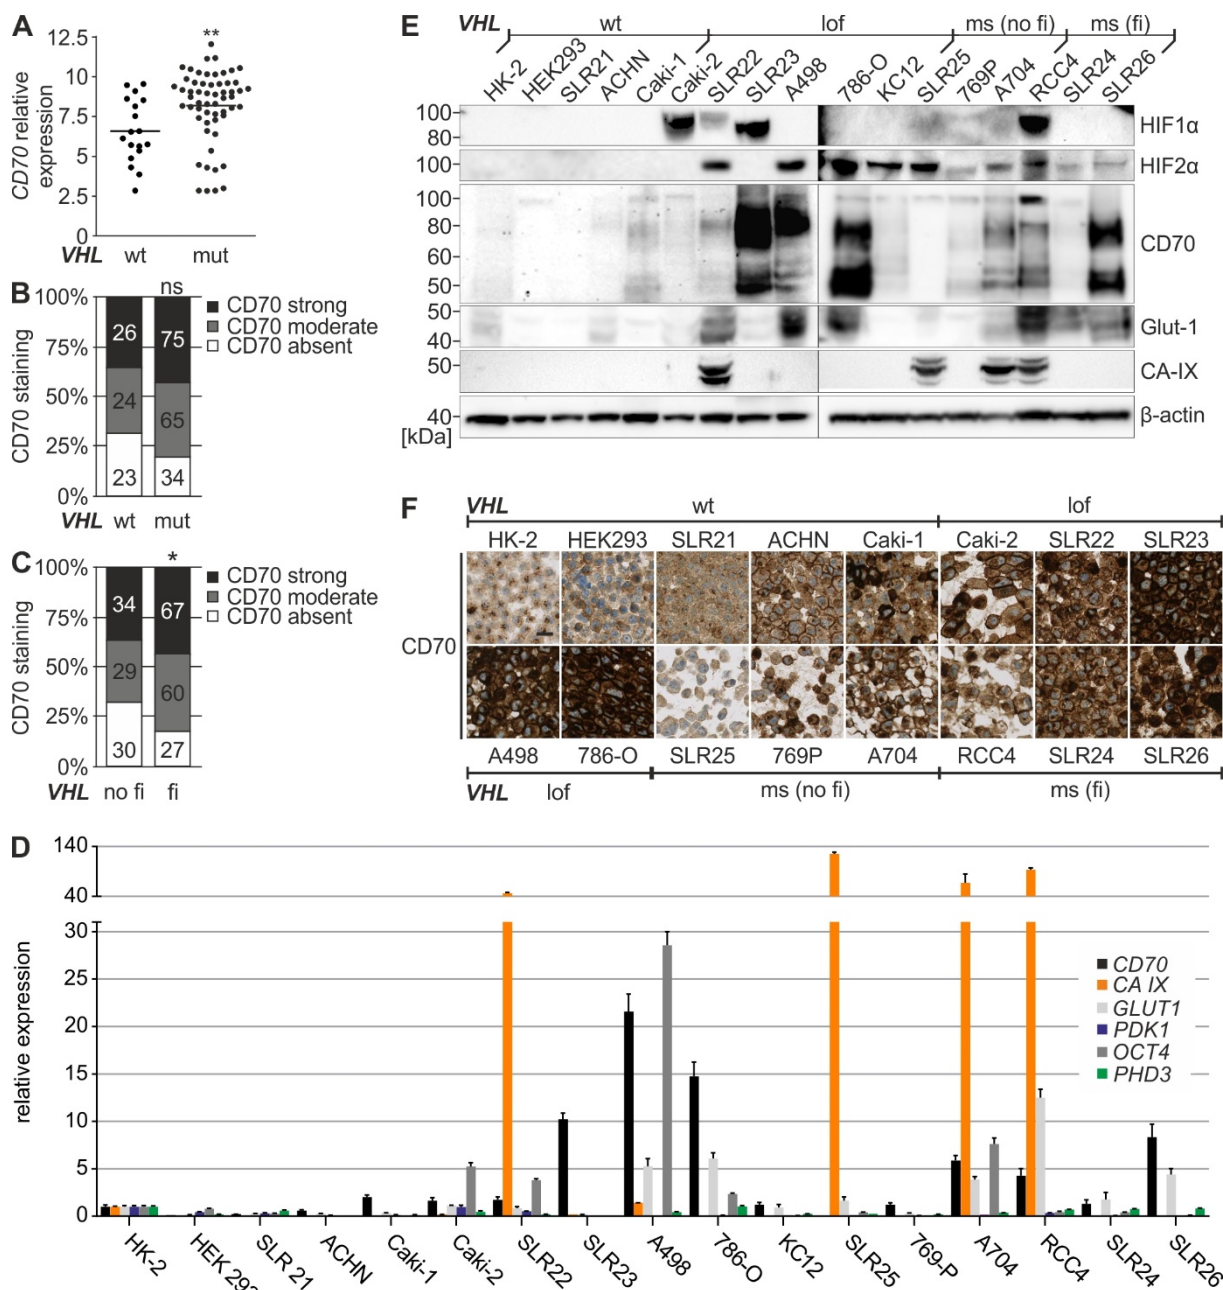 A
CD70 relative
expression
12.5
10
7.5
5
2.5
0
**
VHL wt mut
B
CD70 staining
100%
75%
50%
25%
0%
ns
26 75
24 65
23 34
CD70 strong
CD70 moderate
CD70 absent
VHL wt mut
C
CD70 staining
100%
75%
50%
25%
0%
*
34 67
29 60
30 27
CD70 strong
CD70 moderate
CD70 absent
VHL no fi fi
E
VHL wt lof ms (no fi) ms (fi)
HK-2 HEK293 SLR21 ACHN Caki-1 Caki-2 SLR22 SLR23 A498 786-O KC12 SLR25 769P A704 RCC4 SLR24 SLR26
100
80
HIF1α
100
HIF2α
100
80
60
50
CD70
50
40
Glut-1
50
CA-IX
40
[kDa]
β-actin
F
VHL wt lof
HK-2 HEK293 SLR21 ACHN Caki-1 Caki-2 SLR22 SLR23
CD70
A498 786-O SLR25 769P A704 RCC4 SLR24 SLR26
VHL lof ms (no fi) ms (fi)
D
relative expression
140
40
30
25
20
15
10
5
0
CD70
CA IX
GLUT1
PDK1
OCT4
PHD3
HK-2 HEK 293 SLR 21 ACHN Caki-1 Caki-2 SLR22 SLR23 A498 786-O KC12 SLR25 769-P A704 RCC4 SLR24 SLR26